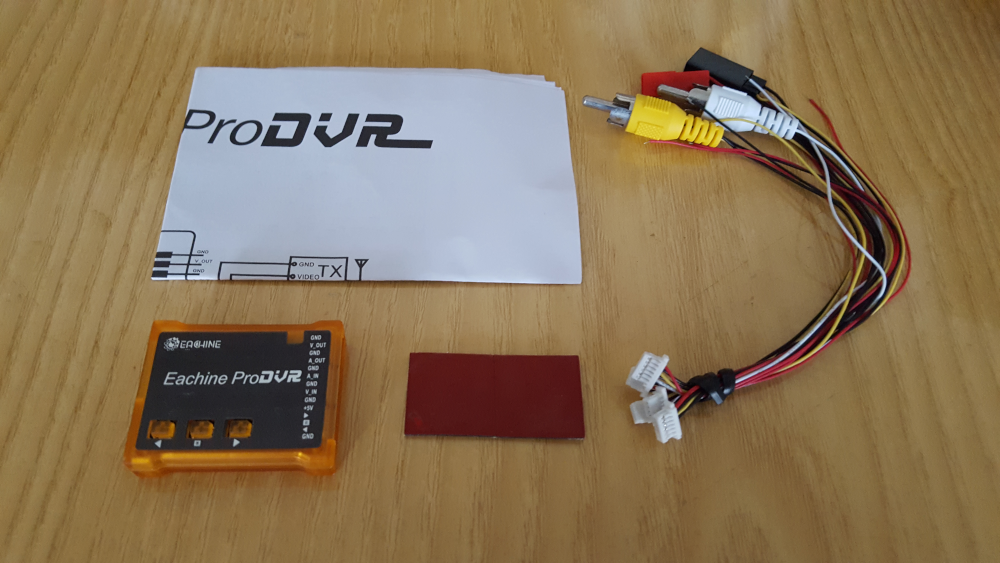 ProDVR
GND
V_OUT
GND
GND
VIDEO
TX
EACHINE
Eachine ProDVR
GND
V_OUT
GND
A_OUT
GND
A_IN
GND
V_IN
GND
+5V
GND